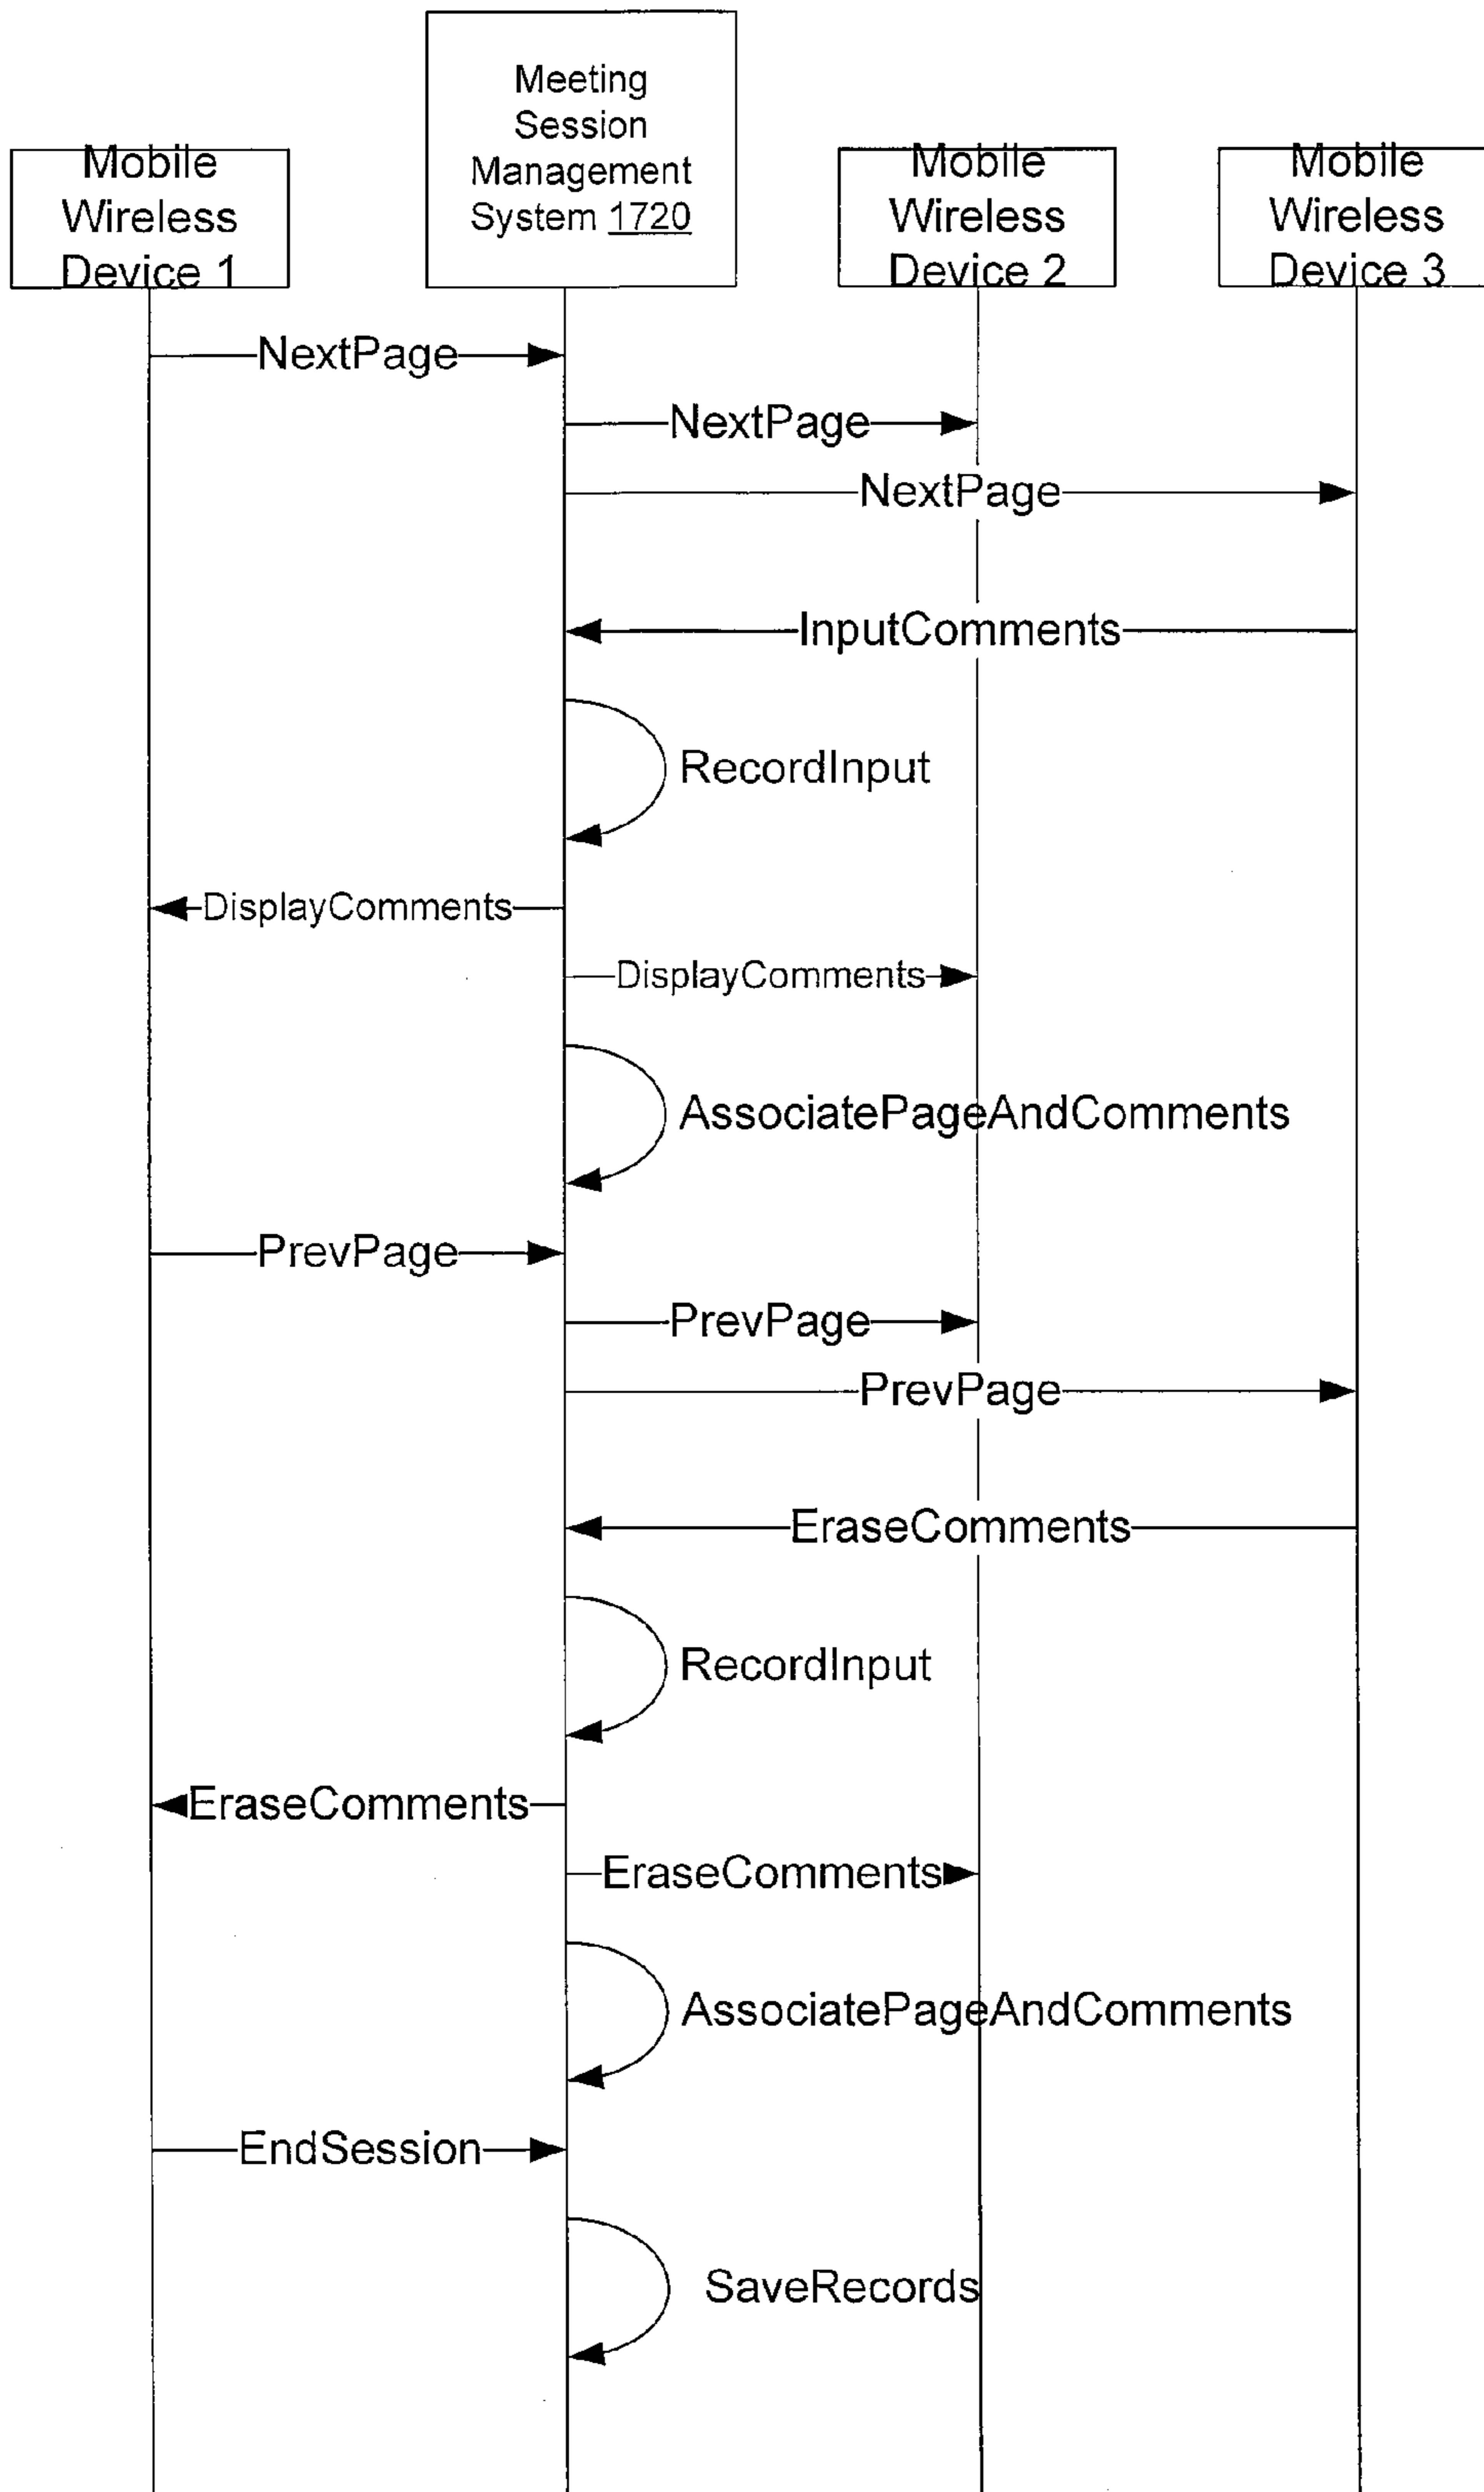 Meeting
Session
Management
System 1720
Mobile
Wireless
Device 1
Mobile
Wireless
Device 2
Mobile
Wireless
Device 3
NextPage
NextPage
NextPage
InputComments
RecordInput
DisplayComments
DisplayComments
AssociatePageAndComments
PrevPage
PrevPage
PrevPage
EraseComments
RecordInput
EraseComments
EraseComments
AssociatePageAndComments
EndSession
SaveRecords